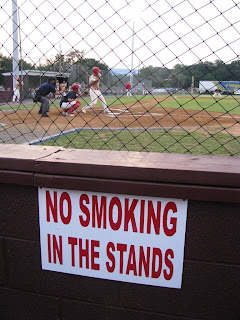 NO SMOKING
IN THE STANDS